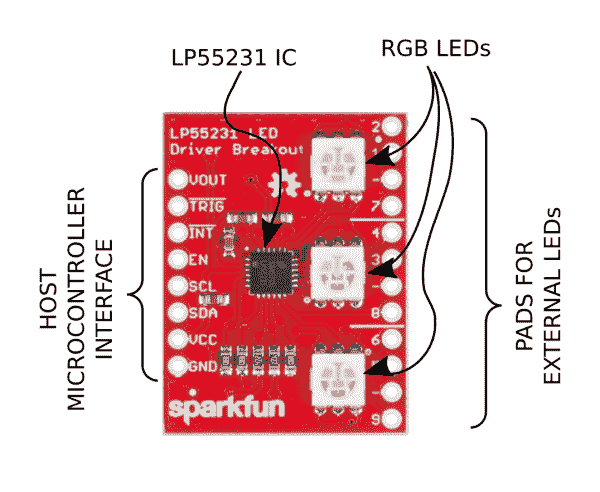 LP55231 IC
RGB LEDs
LP55231 LED
Driver Breakout
VOUT
TRIG
INT
EN
SCL
SDA
VCC
GND
2
-
7
4
3
-
8
6
-
9
HOST
MICROCONTROLLER
INTERFACE
PADS FOR
EXTERNAL LEDs
sparkfun